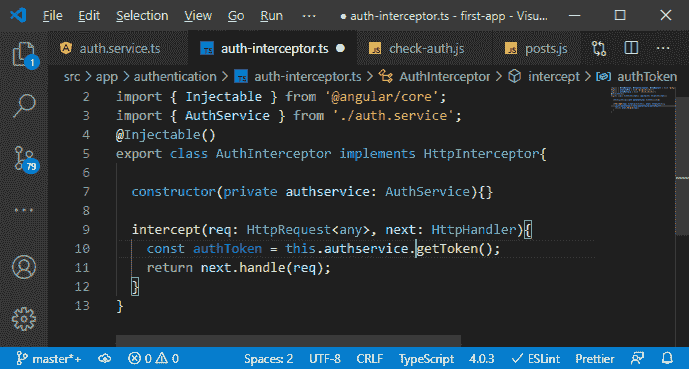 File Edit Selection View Go Run ... ● auth-interceptor.ts - first-app - Visu...
auth.service.ts TS auth-interceptor.ts ● JS check-auth.js JS posts.js ...
src > app > authentication > TS auth-interceptor.ts > AuthInterceptor > intercept > authToken
1
79
2 import { Injectable } from '@angular/core';
3 import { AuthService } from './auth.service';
4 @Injectable()
5 export class AuthInterceptor implements HttpInterceptor{
6
7 constructor(private authservice: AuthService){}
8
9 intercept(req: HttpRequest<any>, next: HttpHandler){
10 const authToken = this.authservice.getToken();
11 return next.handle(req);
12 }
13 }
master*+ 0 0 Spaces: 2 UTF-8 CRLF TypeScript 4.0.3 ESLint Prettier